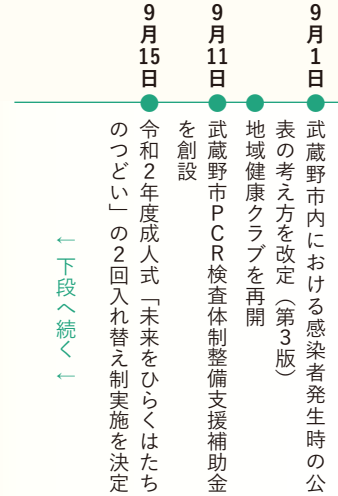 9月1日
武蔵野市内における感染者発生時の公
表の考え方を改定（第3版）
地域健康クラブを再開
9月11日
武蔵野市PCR検査体制整備支援補助金
を創設
9月15日
令和2年度成人式「未来をひらくはたち
のつどい」の2回入れ替え制実施を決定
← 下段へ続く ←